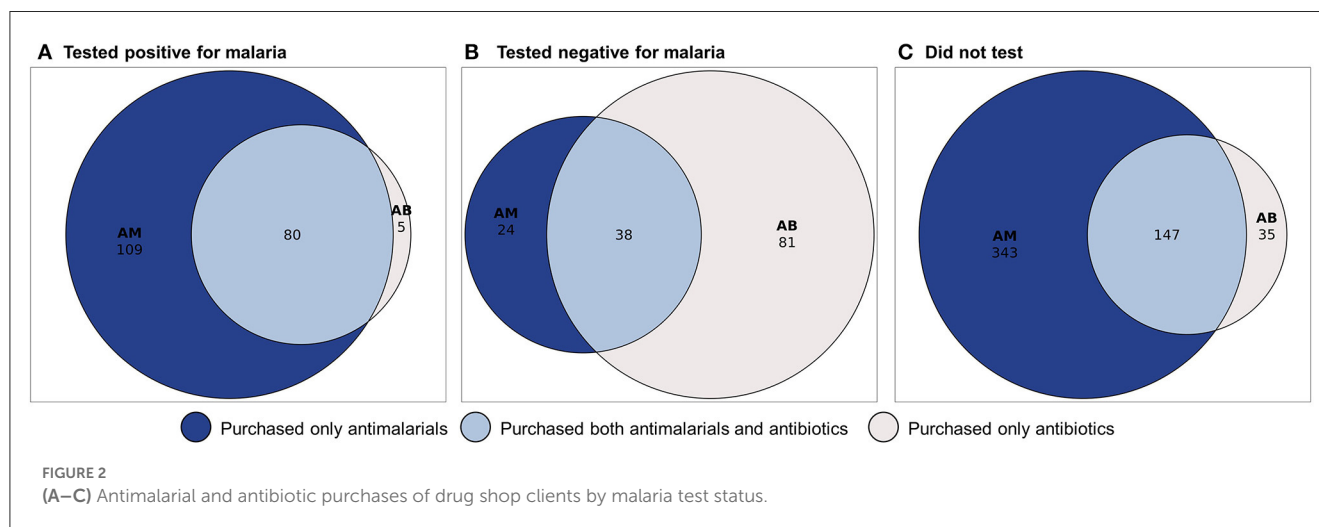 A Tested positive for malaria
AM
109
80
AB
5
B Tested negative for malaria
AM
24
38
AB
81
C Did not test
AM
343
147
AB
35
Purchased only antimalarials
Purchased both antimalarials and antibiotics
Purchased only antibiotics
FIGURE 2
(A–C) Antimalarial and antibiotic purchases of drug shop clients by malaria test status.